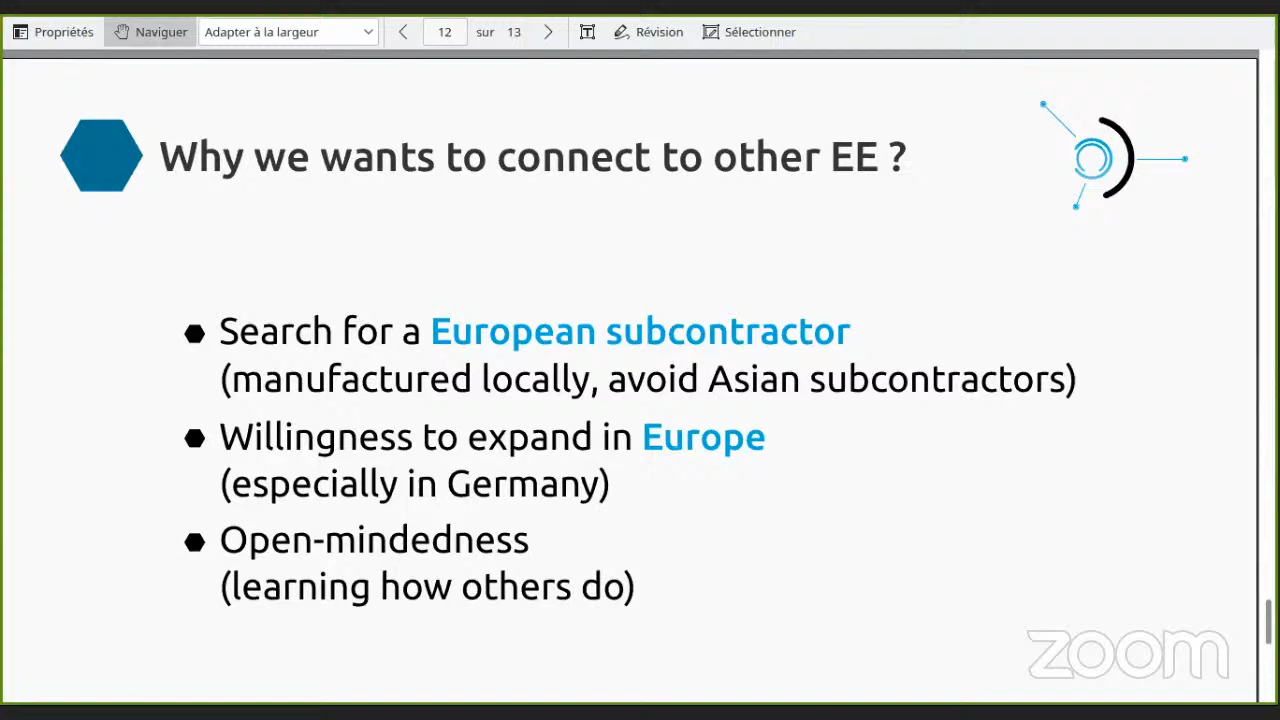 Propriétés Naviguer Adapter à la largeur 12 sur 13 Révision Sélectionner
Why we wants to connect to other EE ?
Search for a European subcontractor
(manufactured locally, avoid Asian subcontractors)
Willingness to expand in Europe
(especially in Germany)
Open-mindedness
(learning how others do)
zoom